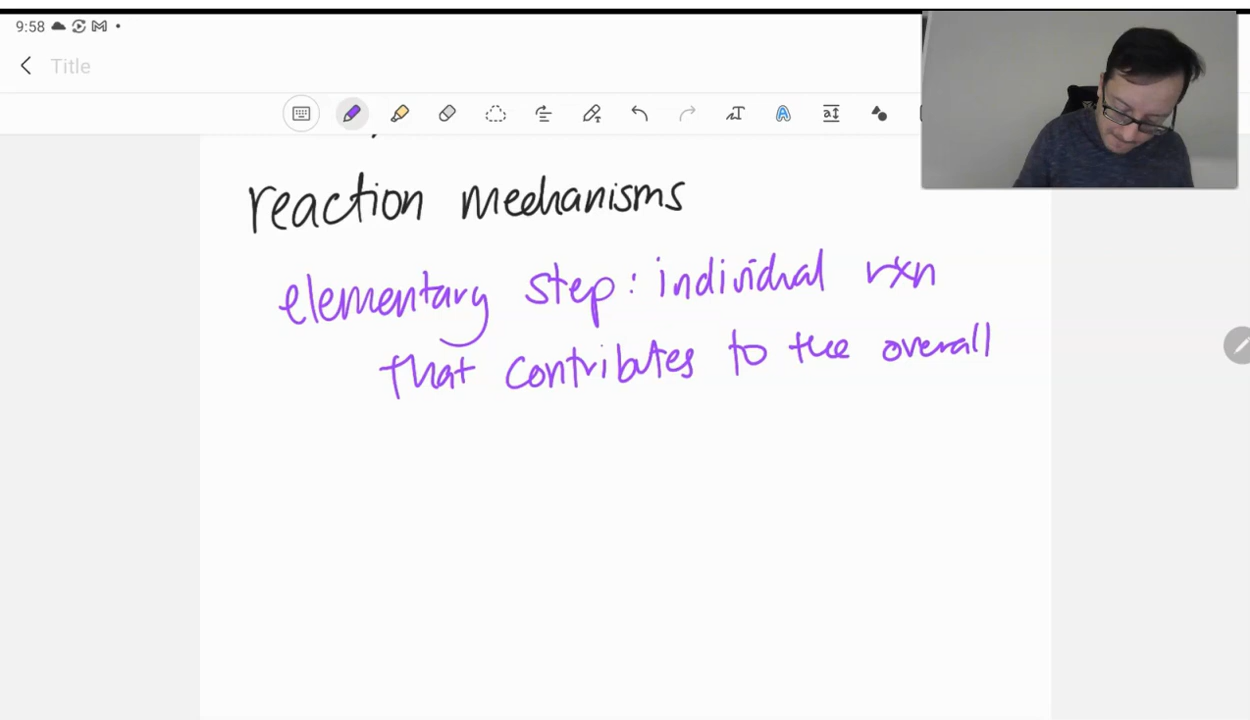 9:58
Title
reaction mechanisms
elementary step: individual rxn
that contributes to the overall